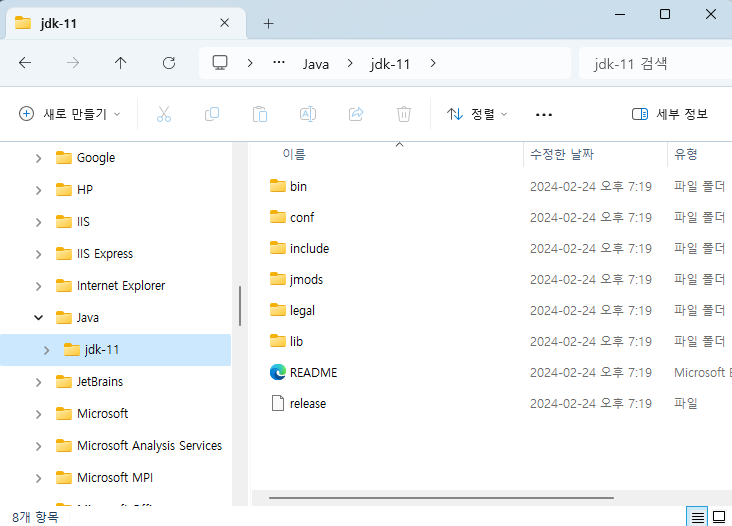 jdk-11
Java jdk-11 jdk-11 검색
새로 만들기 정렬 세부 정보
이름 수정한 날짜 유형
Google
HP
IIS
IIS Express
Internet Explorer
Java
jdk-11
JetBrains
Microsoft
Microsoft Analysis Services
Microsoft MPI
bin 2024-02-24 오후 7:19 파일 폴더
conf 2024-02-24 오후 7:19 파일 폴더
include 2024-02-24 오후 7:19 파일 폴더
jmods 2024-02-24 오후 7:19 파일 폴더
legal 2024-02-24 오후 7:19 파일 폴더
lib 2024-02-24 오후 7:19 파일 폴더
README 2024-02-24 오후 7:19 Microsoft
release 2024-02-24 오후 7:19 파일
8개 항목